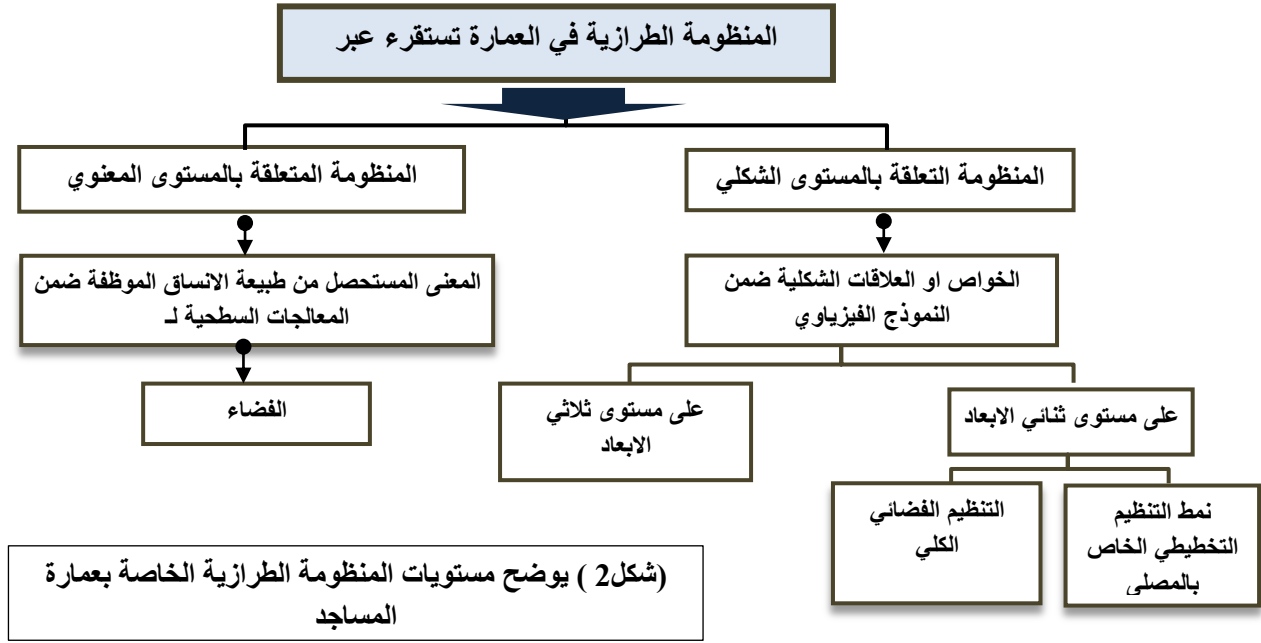 المنظومة الطرازية في العمارة تستقرء عبر
المنظومة التعلقة بالمستوى الشكلي
المنظومة المتعلقة بالمستوى المعنوي
الخواص او العلاقات الشكلية ضمن
النموذج الفيزياوي
المعنى المستحصل من طبيعة الانساق الموظفة ضمن
المعالجات السطحية لـ
على مستوى ثنائي الابعاد
على مستوى ثلاثي
الابعاد
الفضاء
نمط التنظيم
التخطيطي الخاص
بالمصلى
التنظيم الفضائي
الكلي
(شكل2 ) يوضح مستويات المنظومة الطرازية الخاصة بعمارة
المساجد